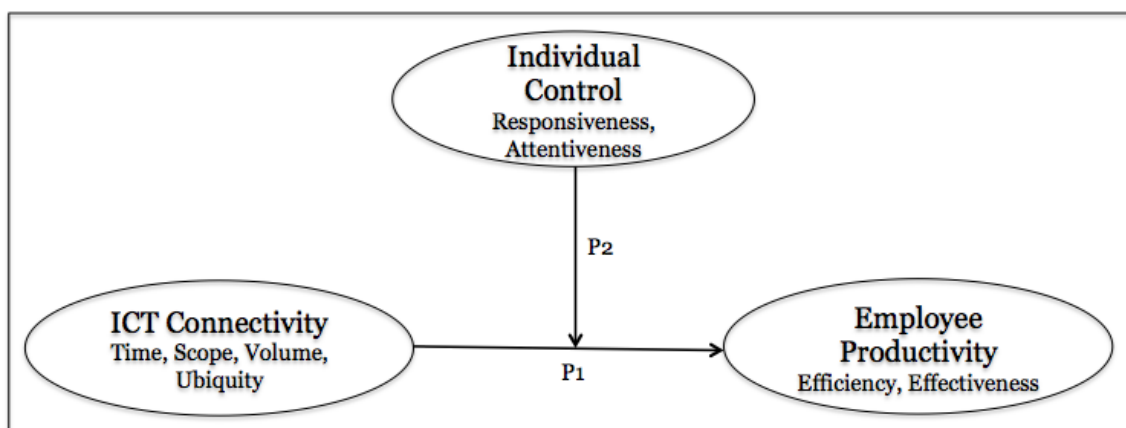 Individual
Control
Responsiveness,
Attentiveness
P2
ICT Connectivity
Time, Scope, Volume,
Ubiquity
P1
Employee
Productivity
Efficiency, Effectiveness